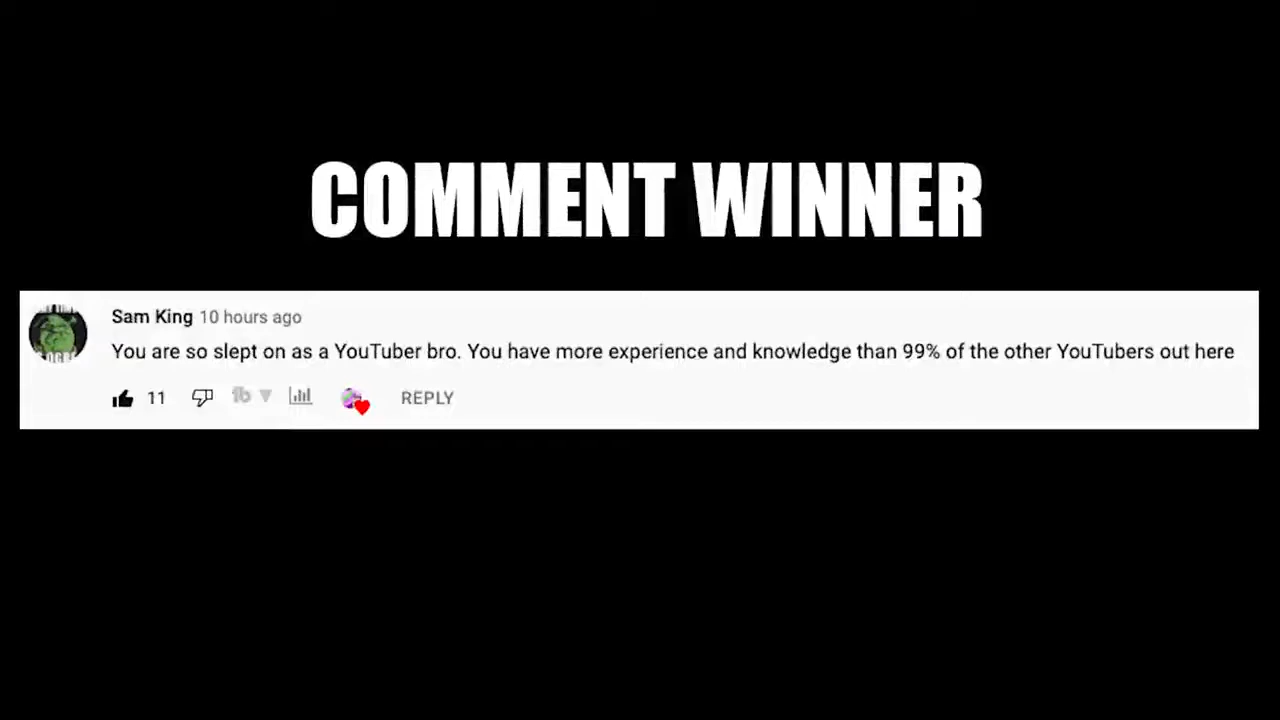 COMMENT WINNER
Sam King 10 hours ago
You are so slept on as a YouTuber bro. You have more experience and knowledge than 99% of the other YouTubers out here
11 REPLY